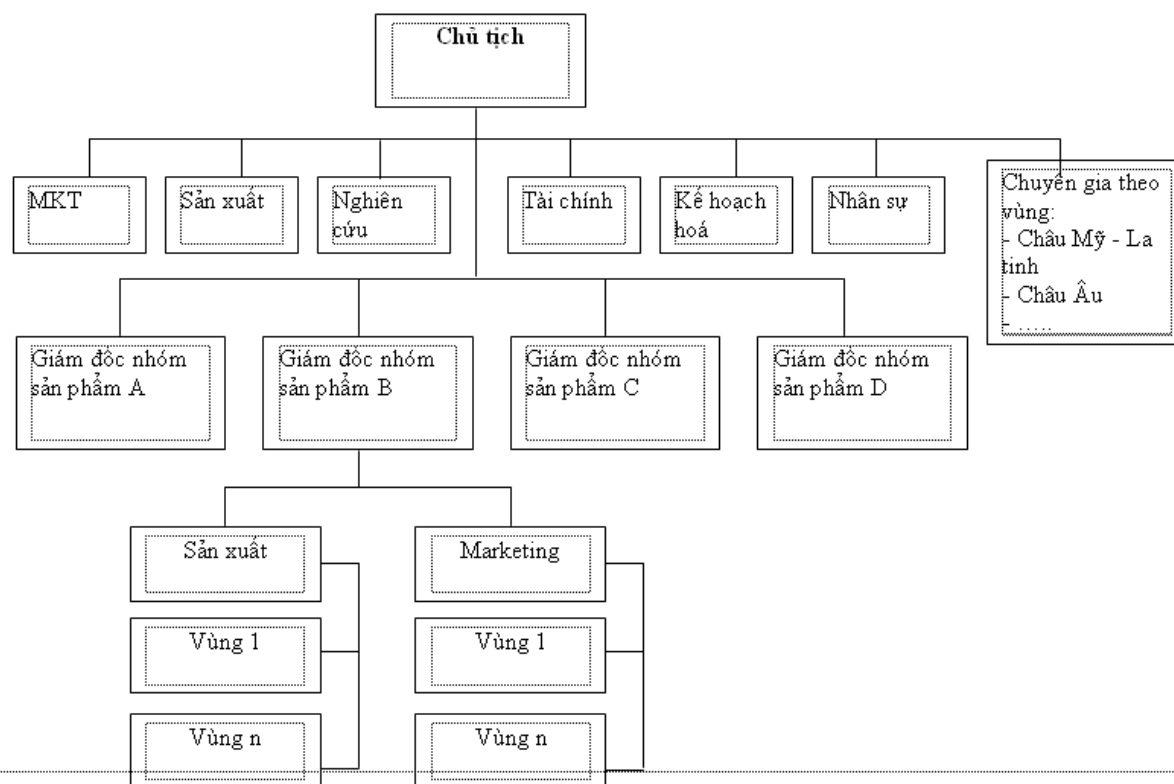 Chủ tịch
MKT
Sản xuất
Nghiên
cứu
Tài chính
Kế hoạch
hoá
Nhân sự
Chuyên gia theo
vùng:
- Châu Mỹ - La
tinh
- Châu Âu
- .....
Giám đốc nhóm
sản phẩm A
Giám đốc nhóm
sản phẩm B
Giám đốc nhóm
sản phẩm C
Giám đốc nhóm
sản phẩm D
Sản xuất
Marketing
Vùng 1
Vùng 1
Vùng n
Vùng n